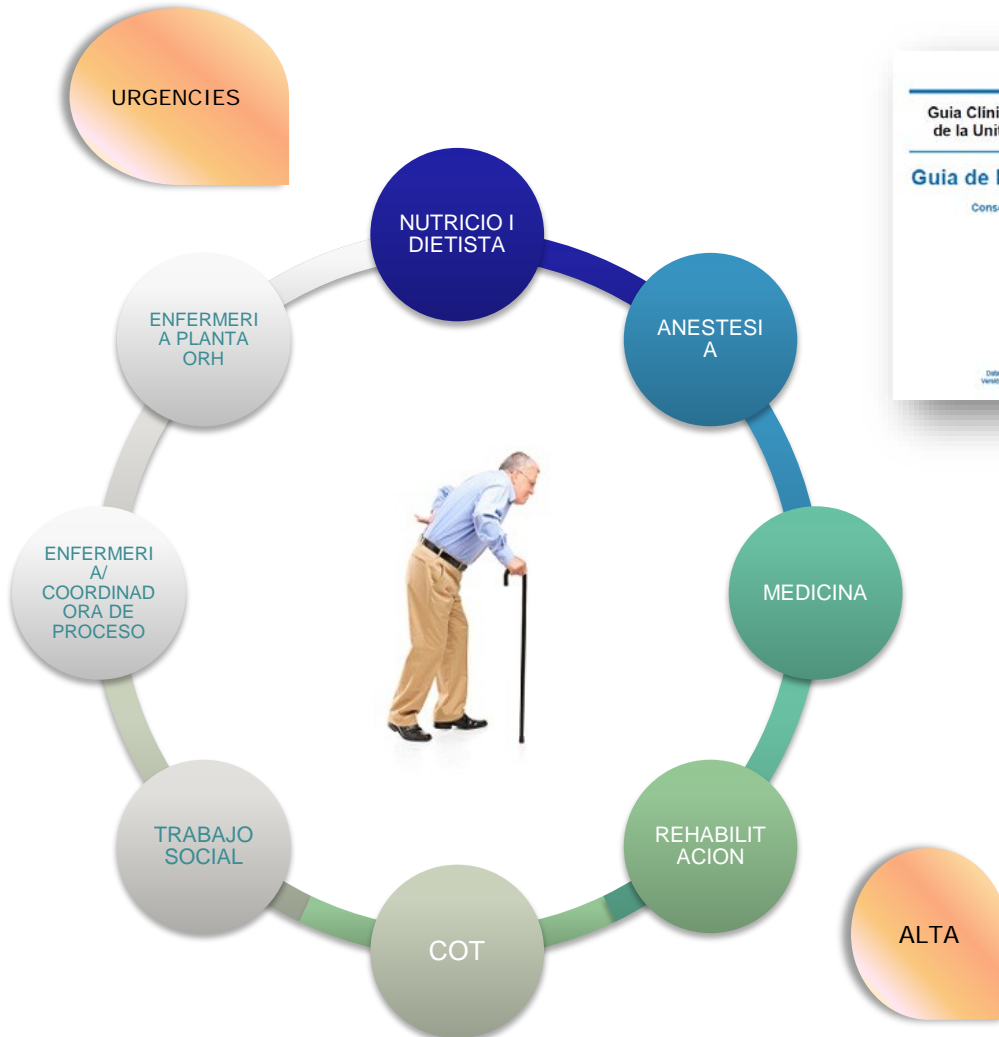 URGENCIES
Guia Clíni
de la Unit
Guia de
Cons
NUTRICIO I
DIETISTA
ENFERMERI
A PLANTA
ORH
ANESTESI
A
ENFERMERI
A/
COORDINAD
ORA DE
PROCESO
MEDICINA
TRABAJO
SOCIAL
REHABILIT
ACION
COT
ALTA